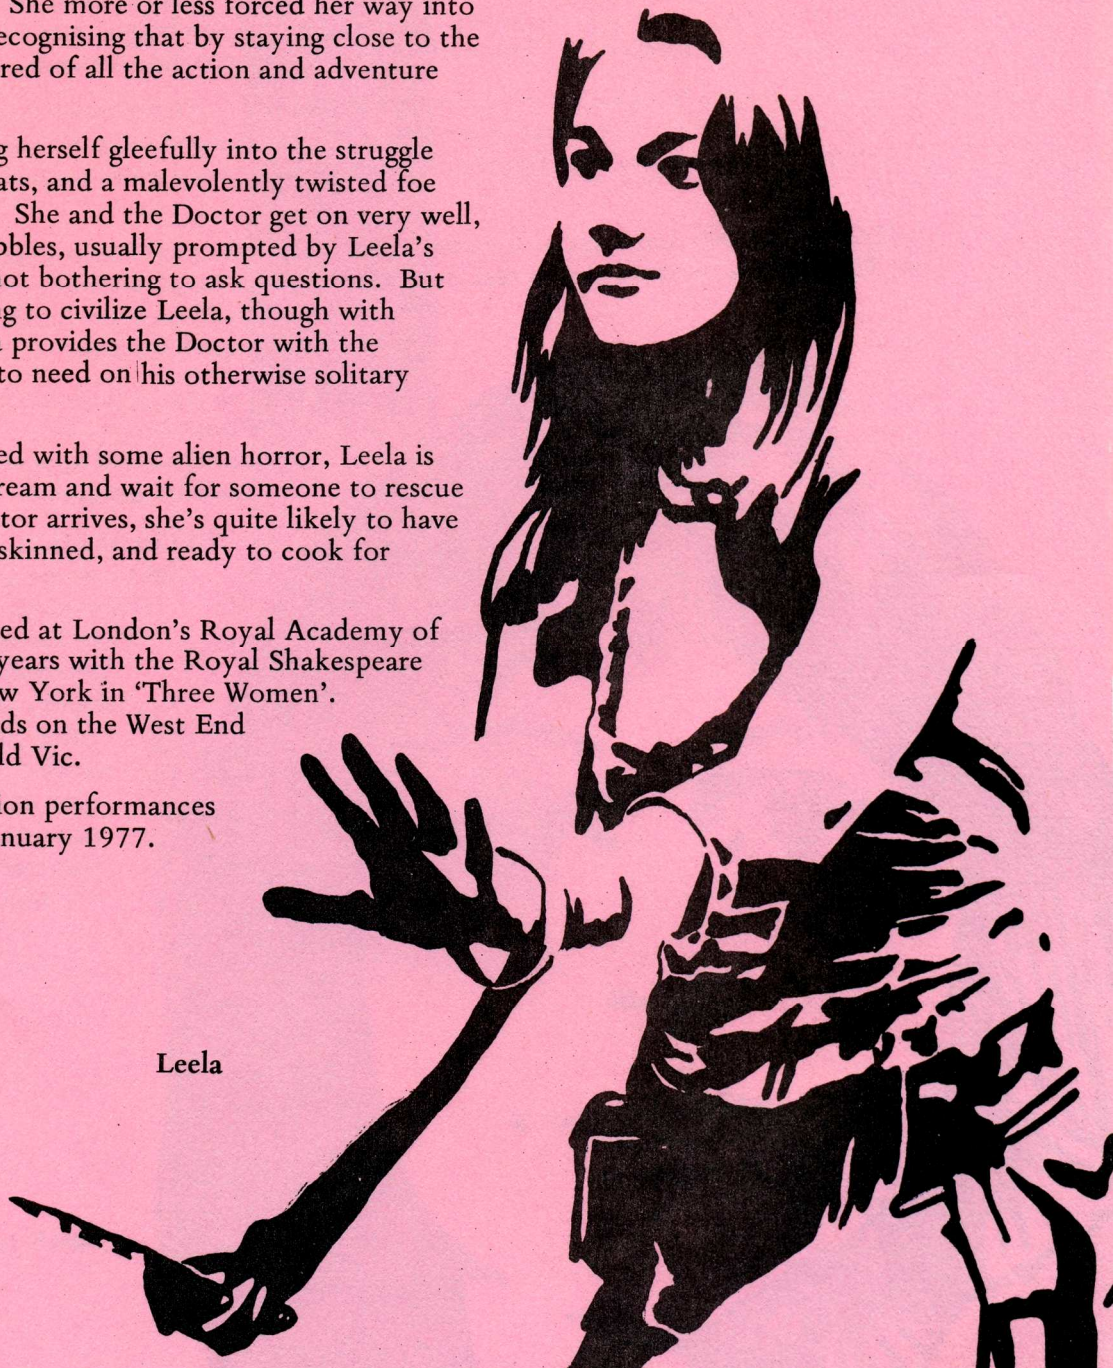 She more or less forced her way into
ecognising that by staying close to the
red of all the action and adventure
g herself gleefully into the struggle
ats, and a malevolently twisted foe
She and the Doctor get on very well,
bbles, usually prompted by Leela's
not bothering to ask questions. But
ng to civilize Leela, though with
provides the Doctor with the
to need on his otherwise solitary
ed with some alien horror, Leela is
ream and wait for someone to rescue
tor arrives, she's quite likely to have
skinned, and ready to cook for
ed at London's Royal Academy of
years with the Royal Shakespeare
w York in 'Three Women'.
ds on the West End
ld Vic.
ion performances
nuary 1977.
Leela